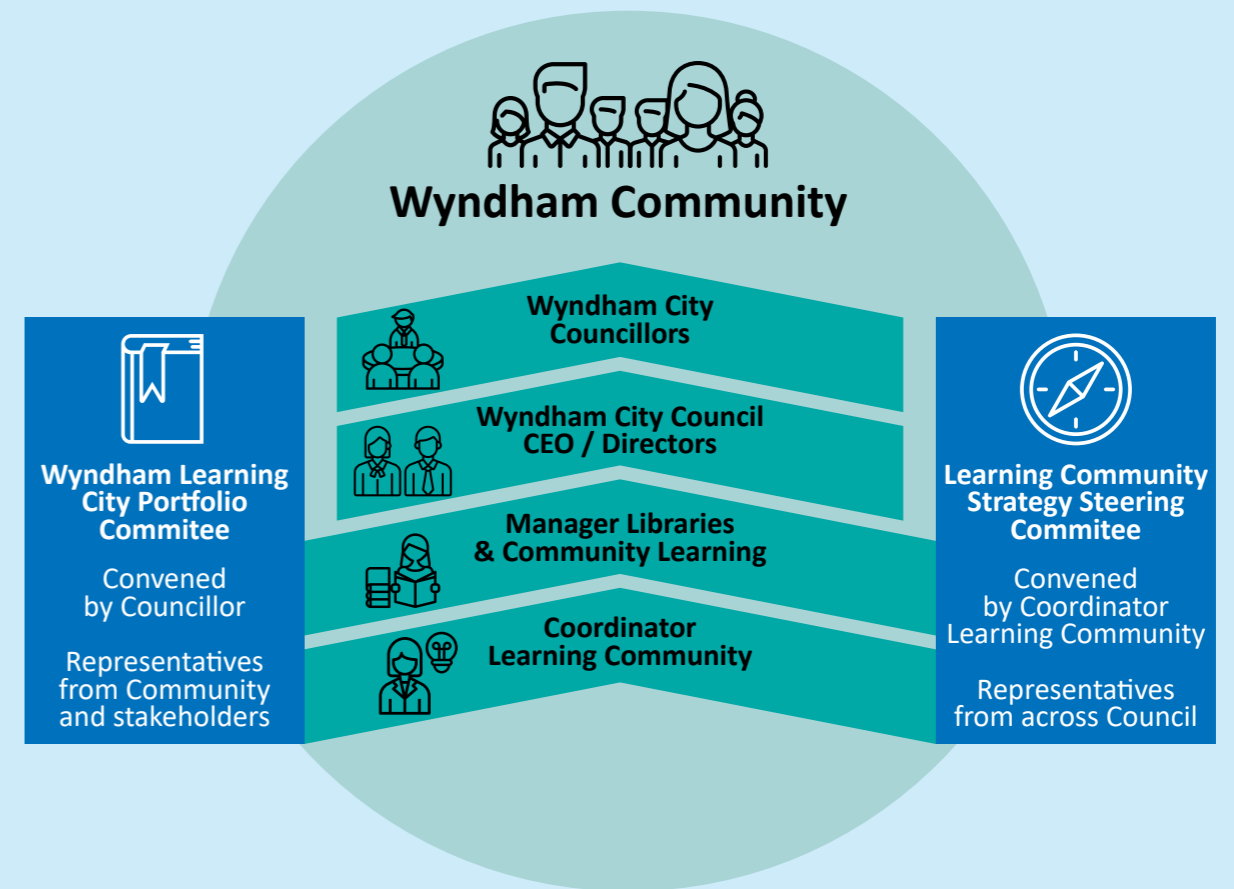 Wyndham Community
Wyndham City
Councillors
Wyndham City Council
CEO / Directors
Manager Libraries
& Community Learning
Coordinator
Learning Community
Wyndham Learning
City Portfolio
Commitee
Convened
by Councillor
Representatives
from Community
and stakeholders
Learning Community
Strategy Steering
Commitee
Convened
by Coordinator
Learning Community
Representatives
from across Council